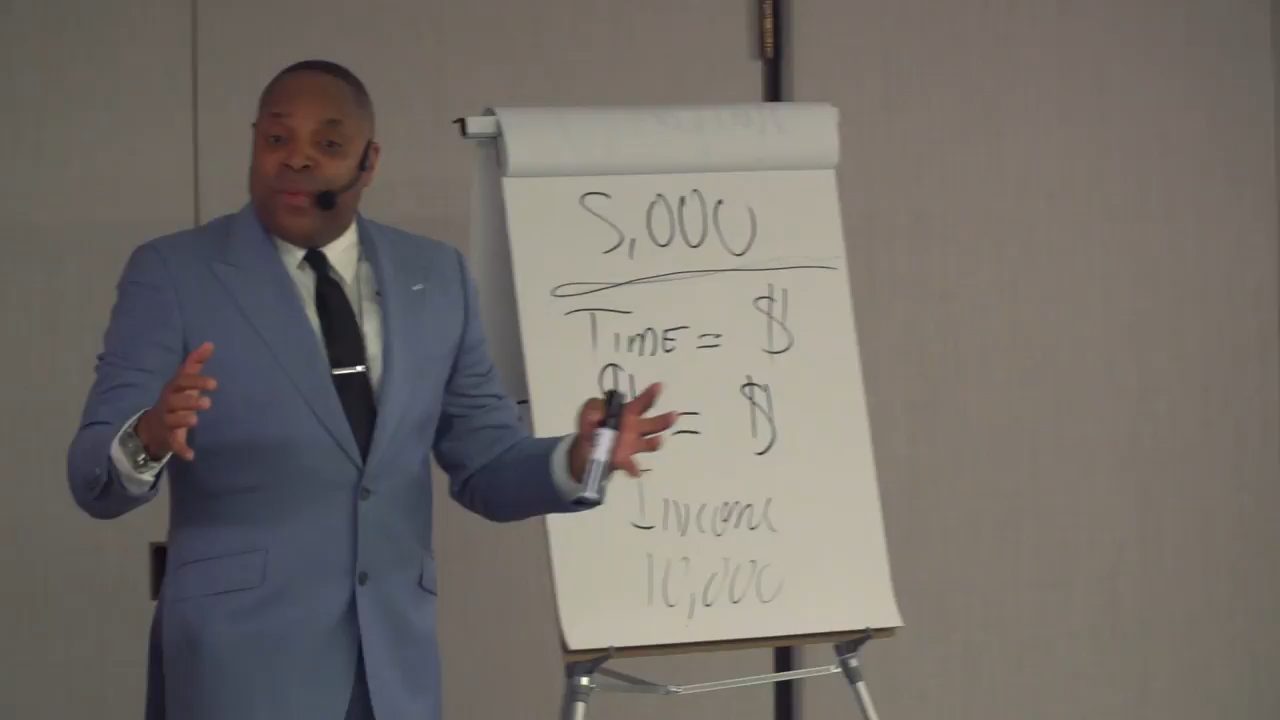 5,000
TIME = $
= $
Income
10,000